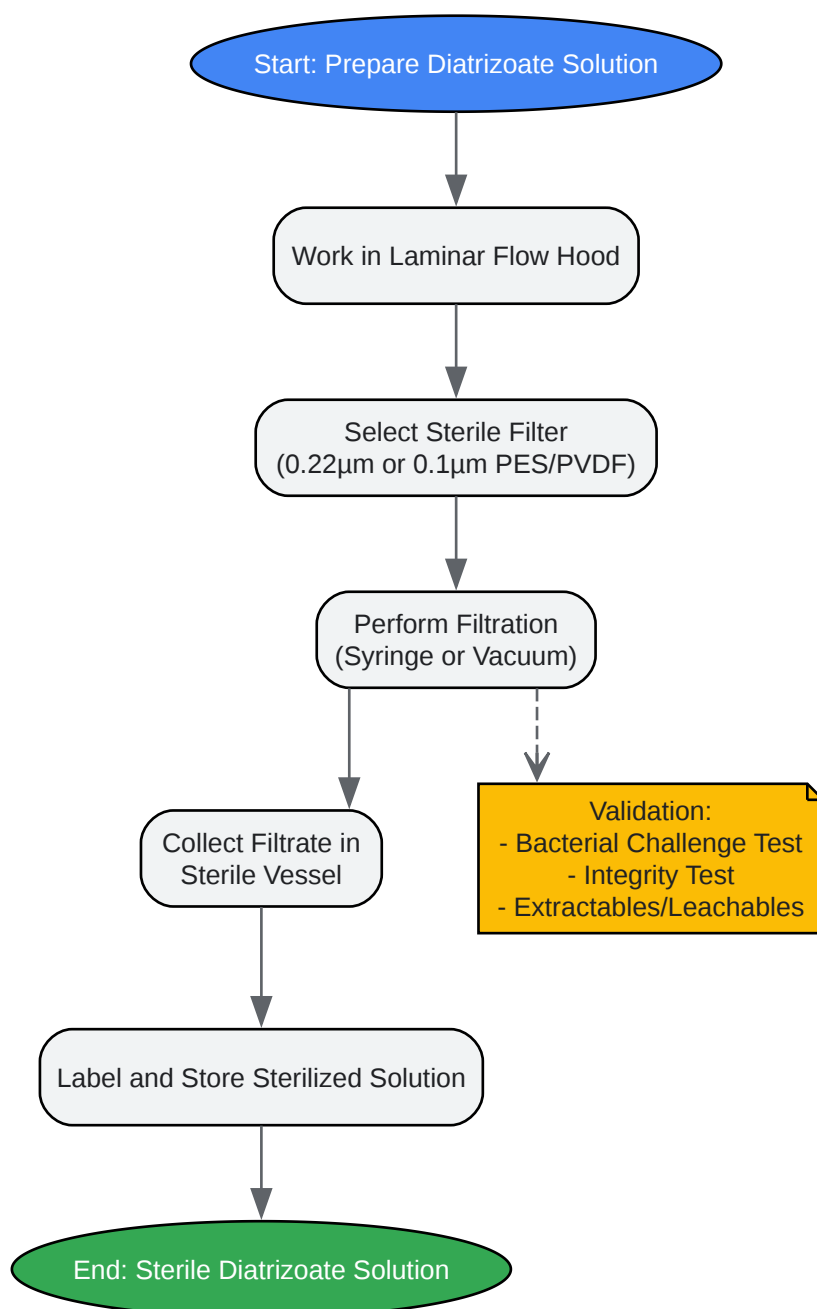 Start: Prepare Diatrizoate Solution
Work in Laminar Flow Hood
Select Sterile Filter
(0.22µm or 0.1µm PES/PVDF)
Perform Filtration
(Syringe or Vacuum)
Collect Filtrate in
Sterile Vessel
Validation:
- Bacterial Challenge Test
- Integrity Test
- Extractables/Leachables
Label and Store Sterilized Solution
End: Sterile Diatrizoate Solution